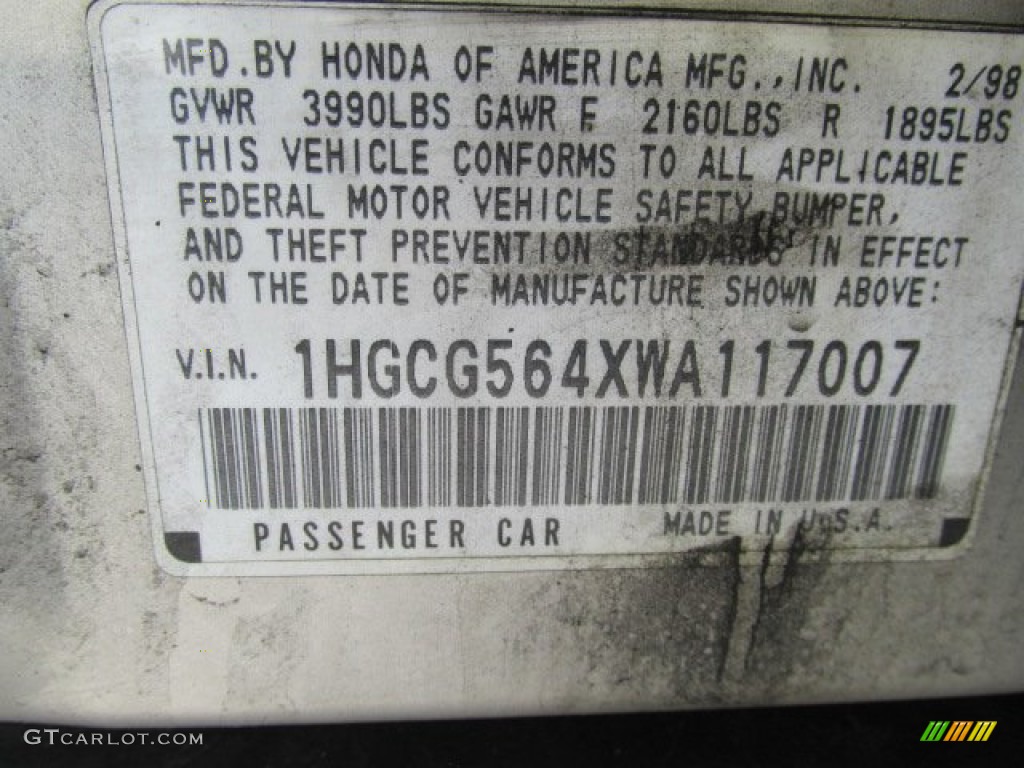 MFD.BY HONDA OF AMERICA MFG.,INC. 2/98
GVWR 3990LBS GAWR F 2160LBS R 1895LBS
THIS VEHICLE CONFORMS TO ALL APPLICABLE
FEDERAL MOTOR VEHICLE SAFETY, BUMPER,
AND THEFT PREVENTION STANDARDS IN EFFECT
ON THE DATE OF MANUFACTURE SHOWN ABOVE:
V.I.N. 1HGCG564XWA117007
PASSENGER CAR MADE IN U.S.A.
GTCARLOT.COM